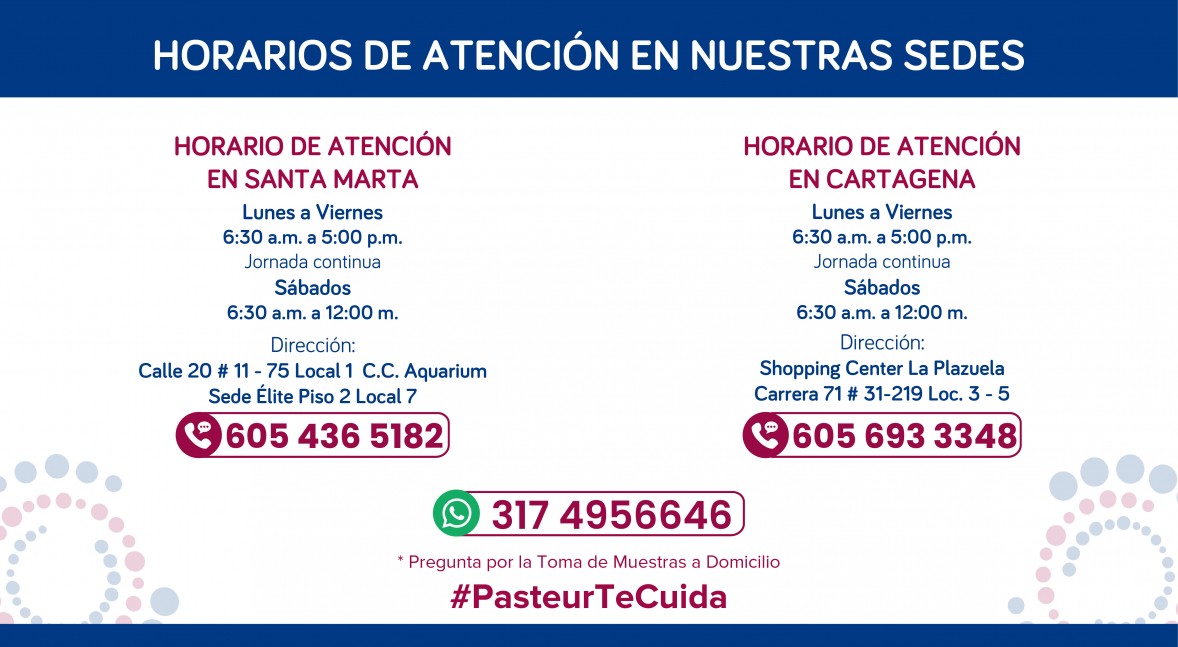 HORARIOS DE ATENCIÓN EN NUESTRAS SEDES
HORARIO DE ATENCIÓN
EN SANTA MARTA
Lunes a Viernes
6:30 a.m. a 5:00 p.m.
Jornada continua
Sábados
6:30 a.m. a 12:00 m.
Dirección:
Calle 20 # 11 - 75 Local 1 C.C. Aquarium
Sede Élite Piso 2 Local 7
605 436 5182
HORARIO DE ATENCIÓN
EN CARTAGENA
Lunes a Viernes
6:30 a.m. a 5:00 p.m.
Jornada continua
Sábados
6:30 a.m. a 12:00 m.
Dirección:
Shopping Center La Plazuela
Carrera 71 # 31-219 Loc. 3 - 5
605 693 3348
317 4956646
* Pregunta por la Toma de Muestras a Domicilio
#PasteurTeCuida